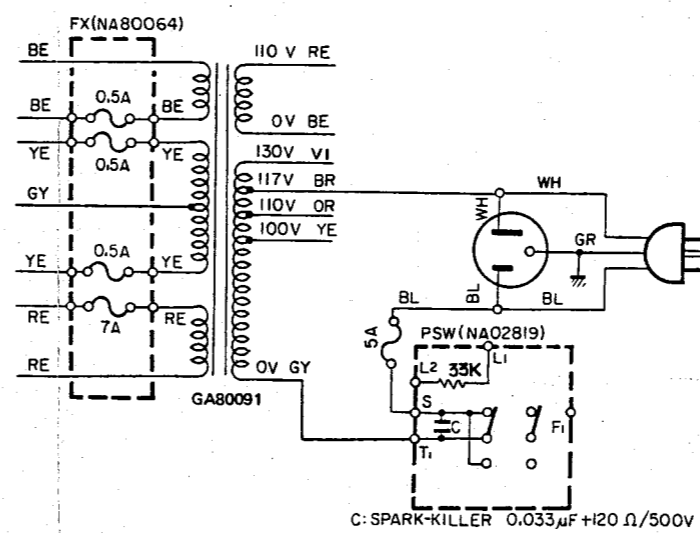 FX(NA80064)
BE
110 V RE
0.5A
BE
BE
0V BE
YE
0.5A
YE
130V VI
117V BR
WH
WH
GY
110V OR
100V YE
GR
YE
0.5A
YE
BL
BL
BL
RE
7A
RE
5A
PSW(NA02819)
L1
L2 33K
RE
0V GY
GA80091
S
C
F1
T1
C: SPARK-KILLER 0.033µF+120 Ω/500V